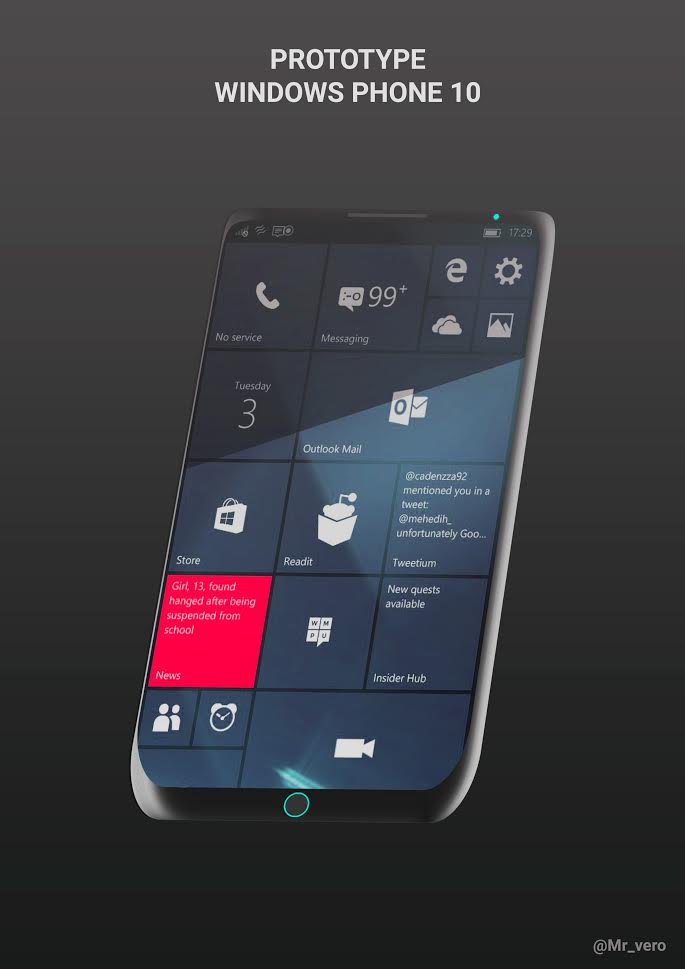 PROTOTYPE
WINDOWS PHONE 10
17:29
No service
:-o 99+
Messaging
e
Tuesday
3
O
Outlook Mail
Store
Readit
@cadenzza92
mentioned you in a
tweet:
@mehedih_
unfortunately Goo...
Tweetium
Girl, 13, found
hanged after being
suspended from
school
News
W M
P U
New quests
available
Insider Hub
@Mr_vero